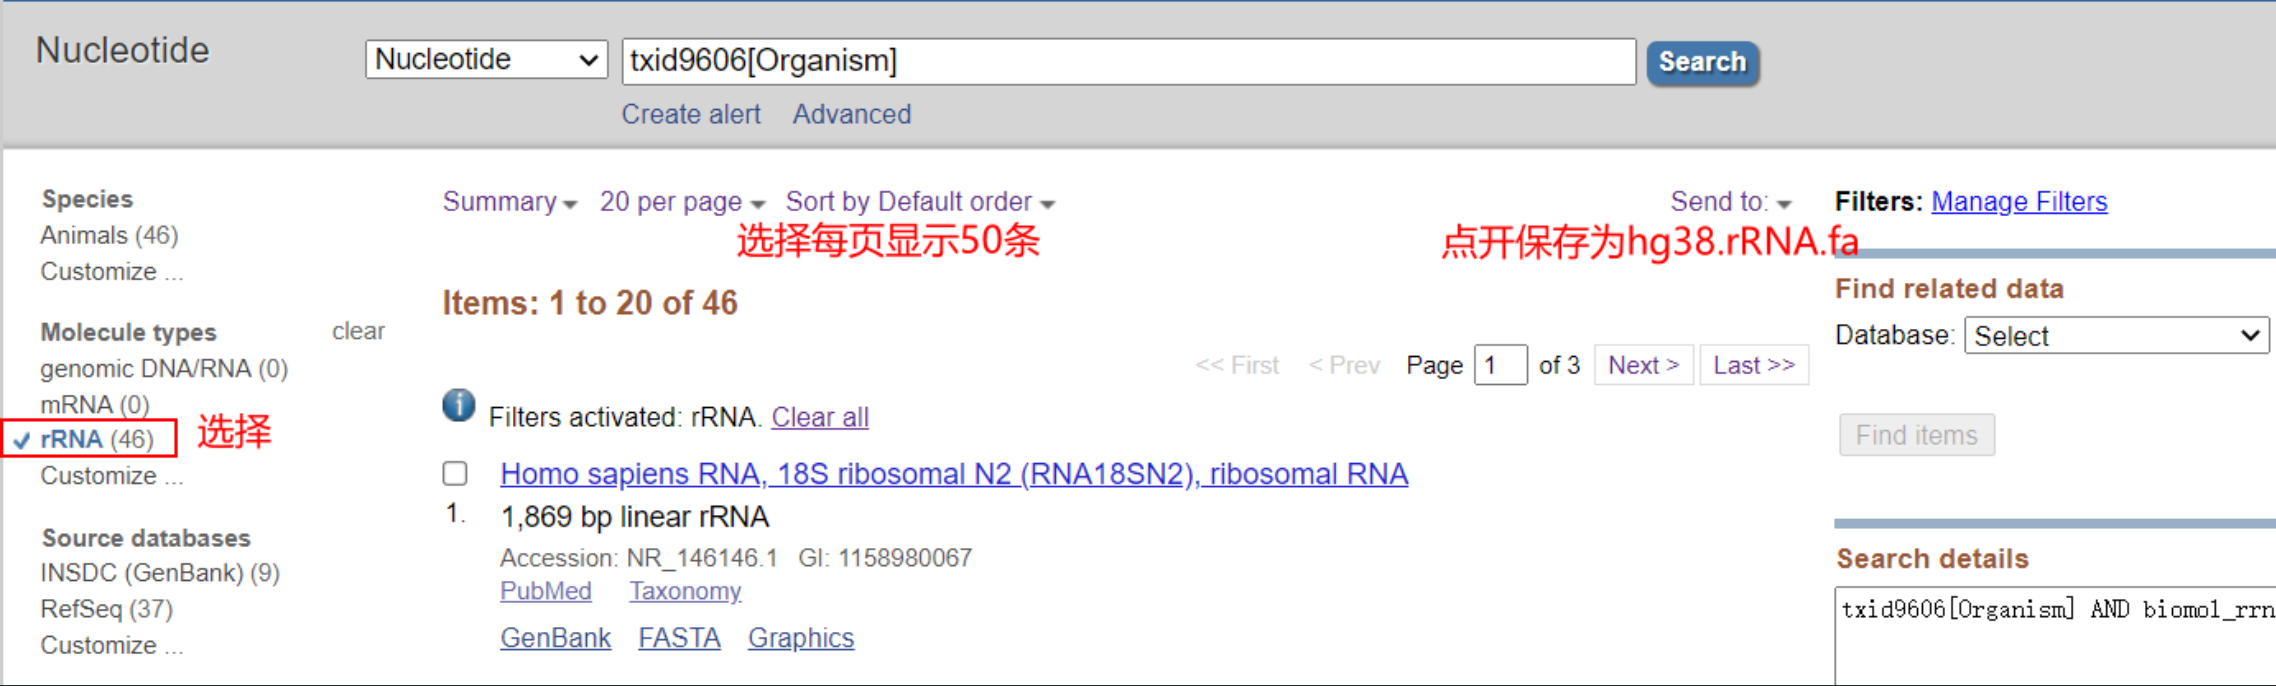 Nucleotide
Nucleotide
txid9606[Organism]
Search
Create alert Advanced
Species
Animals (46)
Customize ...
Molecule types clear
genomic DNA/RNA (0)
mRNA (0)
rRNA (46) 选择
Customize ...
Source databases
INSDC (GenBank) (9)
RefSeq (37)
Customize ...
Summary 20 per page Sort by Default order Send to:
选择每页显示50条 点开保存为hg38.rRNA.fa
Items: 1 to 20 of 46
<< First < Prev Page 1 of 3 Next > Last >>
Filters activated: rRNA. Clear all
Homo sapiens RNA, 18S ribosomal N2 (RNA18SN2), ribosomal RNA
1. 1,869 bp linear rRNA
Accession: NR_146146.1 GI: 1158980067
PubMed Taxonomy
GenBank FASTA Graphics
Filters: Manage Filters
Find related data
Database: Select
Find items
Search details
txid9606[Organism] AND biomol_rrn